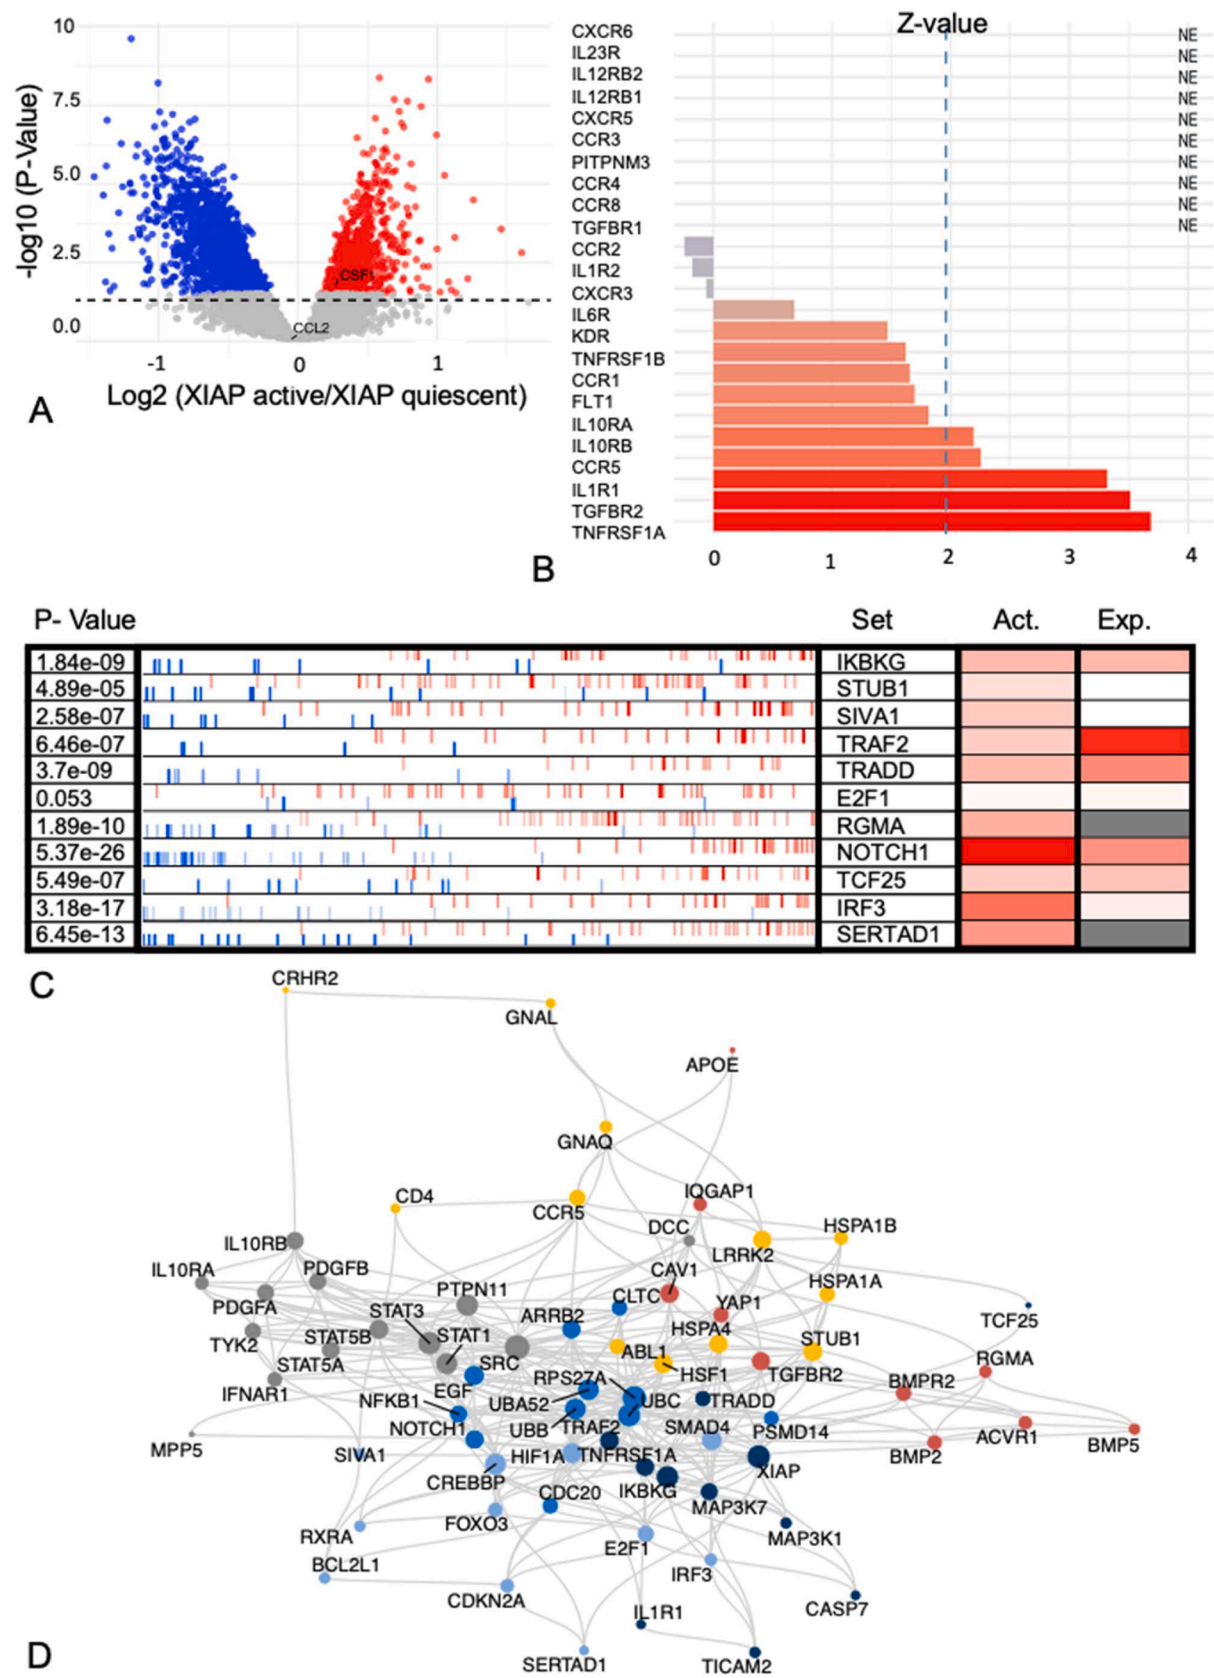 10
7.5
5.0
2.5
0.0
-log10 (P-Value)
CSF1
CCL2
-1 0 1
Log2 (XIAP active/XIAP quiescent)
A
Z-value
CXCR6 NE
IL23R NE
IL12RB2 NE
IL12RB1 NE
CXCR5 NE
CCR3 NE
PITPNM3 NE
CCR4 NE
CCR8 NE
TGFBR1 NE
CCR2
IL1R2
CXCR3
IL6R
KDR
TNFRSF1B
CCR1
FLT1
IL10RA
IL10RB
CCR5
IL1R1
TGFBR2
TNFRSF1A
0 1 2 3 4
B
P- Value Set Act. Exp.
1.84e-09 IKBKG
4.89e-05 STUB1
2.58e-07 SIVA1
6.46e-07 TRAF2
3.7e-09 TRADD
0.053 E2F1
1.89e-10 RGMA
5.37e-26 NOTCH1
5.49e-07 TCF25
3.18e-17 IRF3
6.45e-13 SERTAD1
C
CRHR2
GNAL
APOE
GNAQ
CD4
IQGAP1
CCR5
DCC
HSPA1B
IL10RB
LRRK2
IL10RA
PDGFB
CAV1
HSPA1A
PTPN11
CLTC
YAP1
PDGFA
STAT3
ARRB2
TCF25
TYK2
STAT5B
STAT1
HSPA4
STUB1
STAT5A
SRC
ABL1
RGMA
IFNAR1
EGF
RPS27A
HSF1
TGFBR2
BMPR2
NFKB1
UBA52
UBC
TRADD
NOTCH1
UBB
TRAF2
SMAD4
PSMD14
ACVR1
BMP5
MPP5
SIVA1
HIF1A
TNFRSF1A
BMP2
CREBBP
XIAP
CDC20
IKBKG
MAP3K7
RXRA
FOXO3
MAP3K1
E2F1
BCL2L1
IRF3
CDKN2A
IL1R1
CASP7
SERTAD1
TICAM2
D